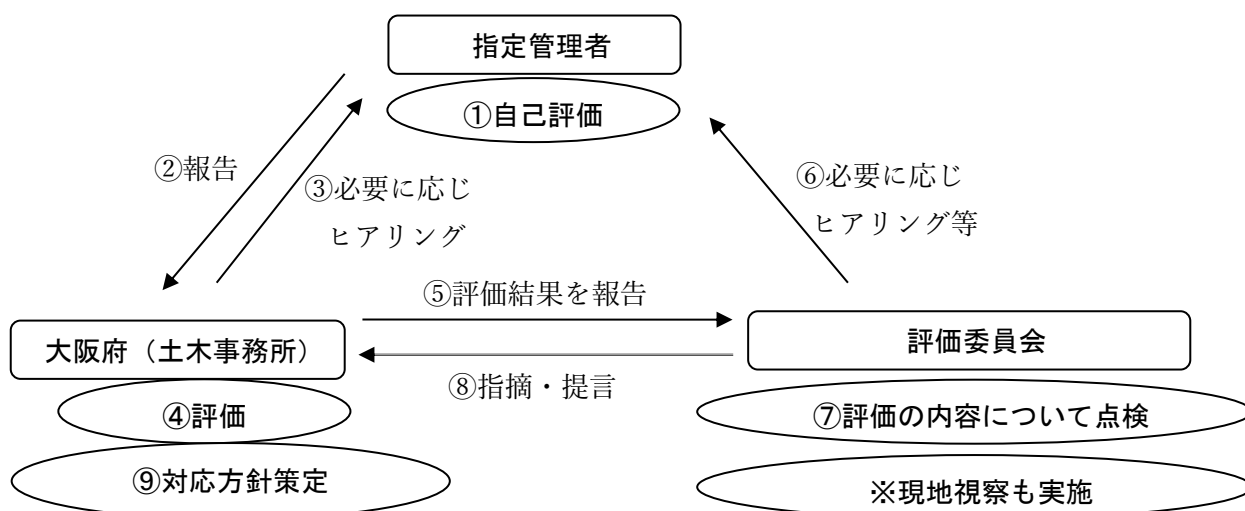 指定管理者
①自己評価
②報告
③必要に応じ
ヒアリング
⑥必要に応じ
ヒアリング等
⑤評価結果を報告
大阪府（土木事務所）
評価委員会
⑧指摘・提言
④評価
⑦評価の内容について点検
⑨対応方針策定
※現地視察も実施